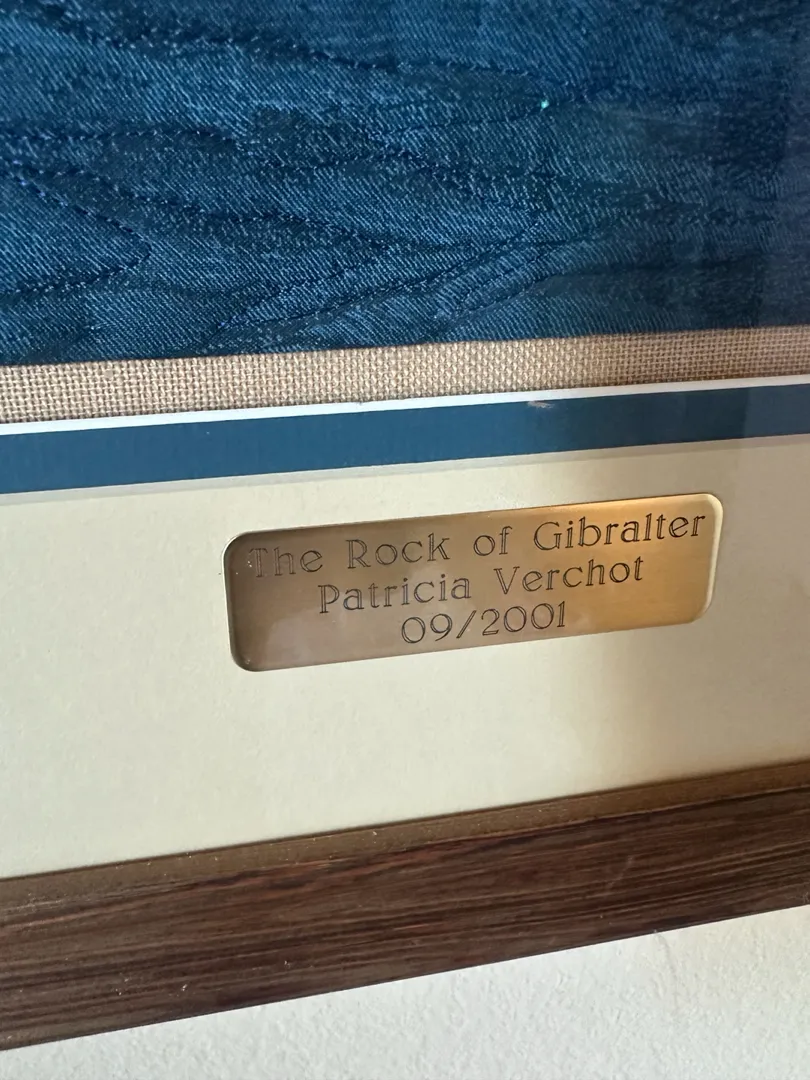 The Rock of Gibralter
Patricia Verchot
09/2001